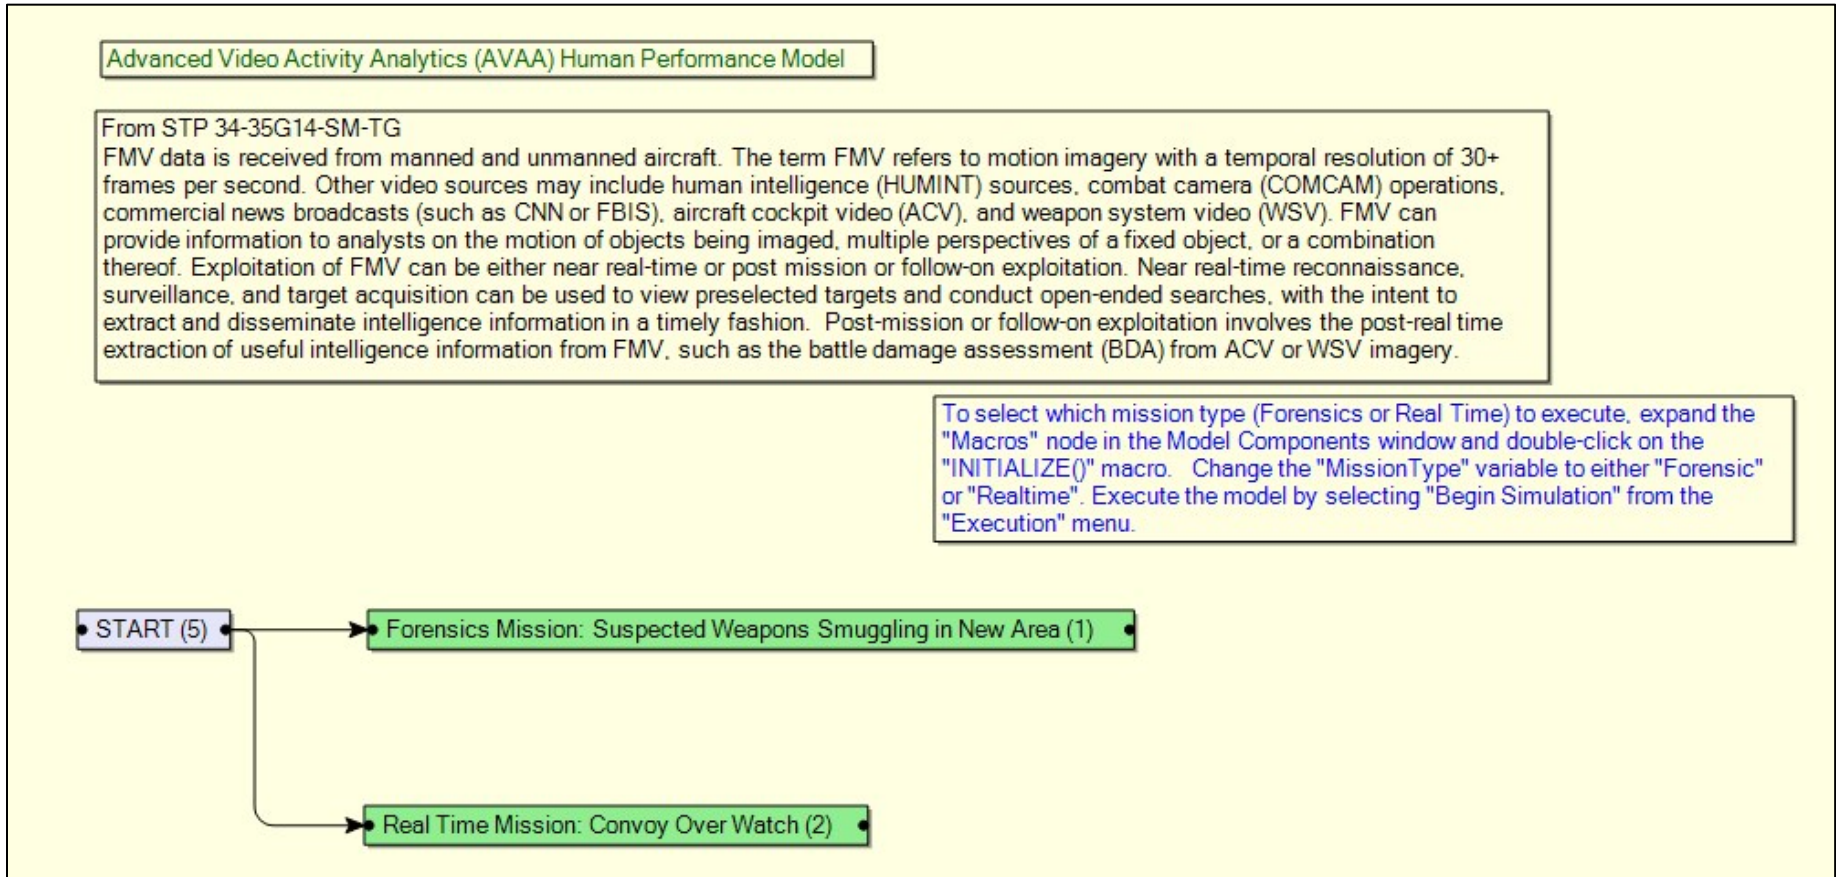 Advanced Video Activity Analytics (AVAA) Human Performance Model
From STP 34-35G14-SM-TG
FMV data is received from manned and unmanned aircraft. The term FMV refers to motion imagery with a temporal resolution of 30+
frames per second. Other video sources may include human intelligence (HUMINT) sources, combat camera (COMCAM) operations,
commercial news broadcasts (such as CNN or FBIS), aircraft cockpit video (ACV), and weapon system video (WSV). FMV can
provide information to analysts on the motion of objects being imaged, multiple perspectives of a fixed object, or a combination
thereof. Exploitation of FMV can be either near real-time or post mission or follow-on exploitation. Near real-time reconnaissance,
surveillance, and target acquisition can be used to view preselected targets and conduct open-ended searches, with the intent to
extract and disseminate intelligence information in a timely fashion.  Post-mission or follow-on exploitation involves the post-real time
extraction of useful intelligence information from FMV, such as the battle damage assessment (BDA) from ACV or WSV imagery.
To select which mission type (Forensics or Real Time) to execute, expand the
"Macros" node in the Model Components window and double-click on the
"INITIALIZE()" macro.   Change the "MissionType" variable to either "Forensic"
or "Realtime". Execute the model by selecting "Begin Simulation" from the
"Execution" menu.
START (5)
Forensics Mission: Suspected Weapons Smuggling in New Area (1)
Real Time Mission: Convoy Over Watch (2)